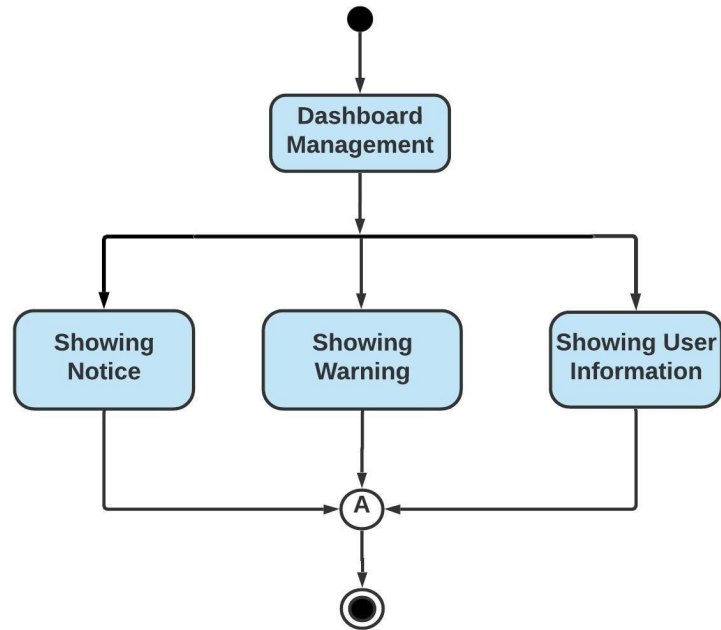 Dashboard
Management
Showing
Notice
Showing
Warning
Showing User
Information
A